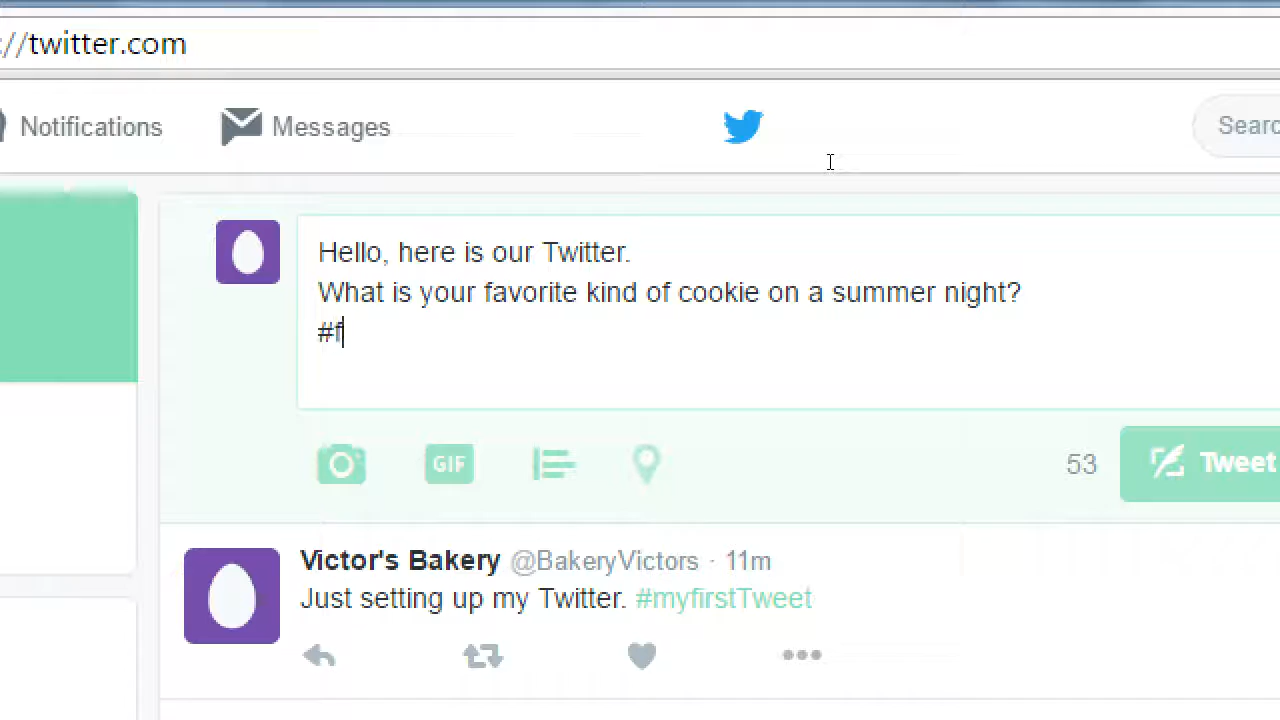 ://twitter.com
Notifications
Messages
Searc
Hello, here is our Twitter.
What is your favorite kind of cookie on a summer night?
#f
GIF
53
Tweet
Victor's Bakery @BakeryVictors · 11m
Just setting up my Twitter. #myfirstTweet